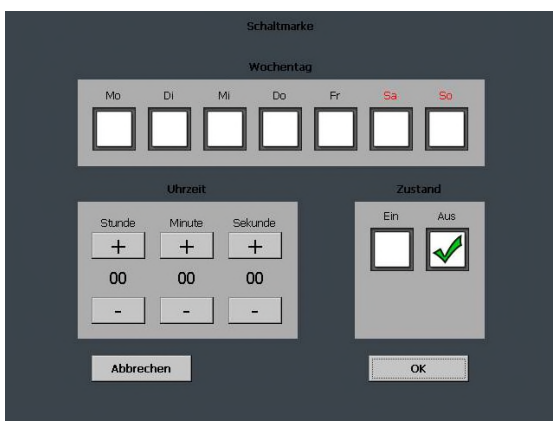 Schaltmarke
Wochentag
Mo Di Mi Do Fr Sa So
Uhrzeit Zustand
Stunde Minute Sekunde Ein Aus
+ + +
00 00 00
- - -
Abbrechen OK